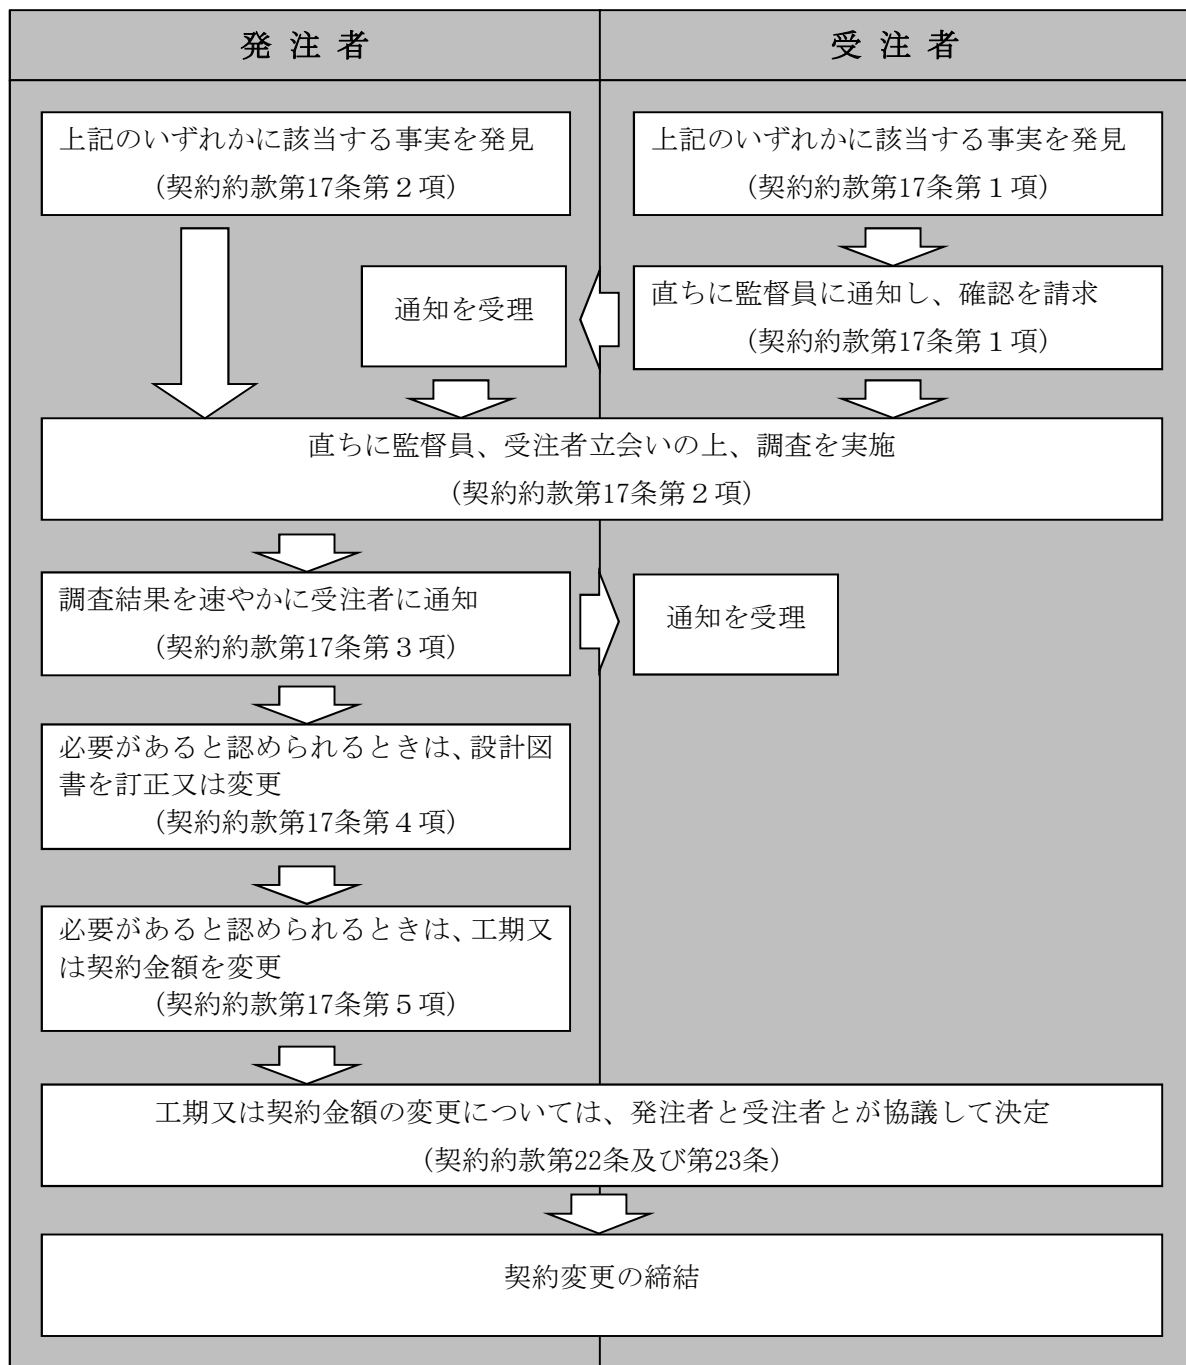 発 注 者
受 注 者
上記のいずれかに該当する事実を発見
（契約約款第17条第２項）
上記のいずれかに該当する事実を発見
（契約約款第17条第１項）
通知を受理
直ちに監督員に通知し、確認を請求
（契約約款第17条第１項）
直ちに監督員、受注者立会いの上、調査を実施
（契約約款第17条第２項）
調査結果を速やかに受注者に通知
（契約約款第17条第３項）
通知を受理
必要があると認められるときは、設計図
書を訂正又は変更
（契約約款第17条第４項）
必要があると認められるときは、工期又
は契約金額を変更
（契約約款第17条第５項）
工期又は契約金額の変更については、発注者と受注者とが協議して決定
（契約約款第22条及び第23条）
契約変更の締結